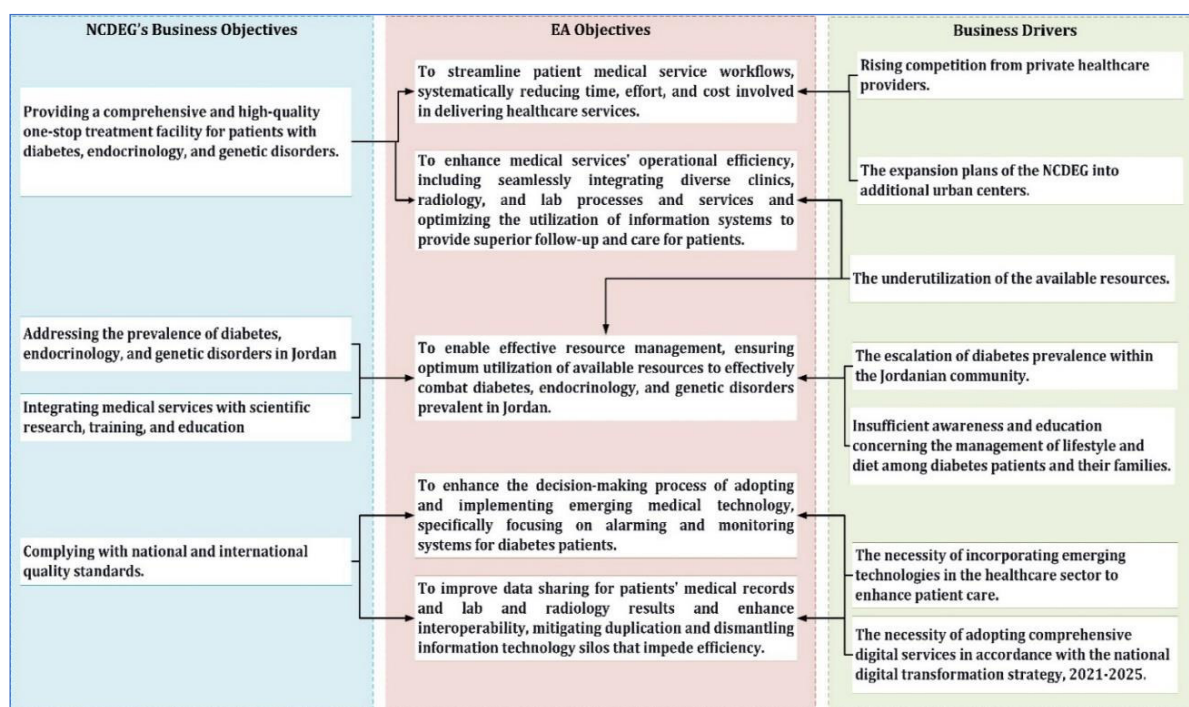 NCDEG's Business Objectives
Providing a comprehensive and high-quality
one-stop treatment facility for patients with
diabetes, endocrinology, and genetic disorders.
Addressing the prevalence of diabetes,
endocrinology, and genetic disorders in Jordan
Integrating medical services with scientific
research, training, and education
Complying with national and international
quality standards.
EA Objectives
To streamline patient medical service workflows,
systematically reducing time, effort, and cost involved
in delivering healthcare services.
To enhance medical services' operational efficiency,
including seamlessly integrating diverse clinics,
radiology, and lab processes and services and
optimizing the utilization of information systems to
provide superior follow-up and care for patients.
To enable effective resource management, ensuring
optimum utilization of available resources to effectively
combat diabetes, endocrinology, and genetic disorders
prevalent in Jordan.
To enhance the decision-making process of adopting
and implementing emerging medical technology,
specifically focusing on alarming and monitoring
systems for diabetes patients.
To improve data sharing for patients' medical records
and lab and radiology results and enhance
interoperability, mitigating duplication and dismantling
information technology silos that impede efficiency.
Business Drivers
Rising competition from private healthcare
providers.
The expansion plans of the NCDEG into
additional urban centers.
The underutilization of the available resources.
The escalation of diabetes prevalence within
the Jordanian community.
Insufficient awareness and education
concerning the management of lifestyle and
diet among diabetes patients and their families.
The necessity of incorporating emerging
technologies in the healthcare sector to
enhance patient care.
The necessity of adopting comprehensive
digital services in accordance with the national
digital transformation strategy, 2021-2025.